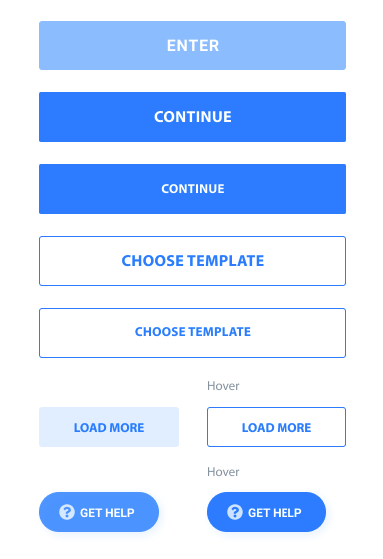 ENTER
CONTINUE
CONTINUE
CHOOSE TEMPLATE
CHOOSE TEMPLATE
Hover
LOAD MORE
LOAD MORE
Hover
GET HELP
GET HELP